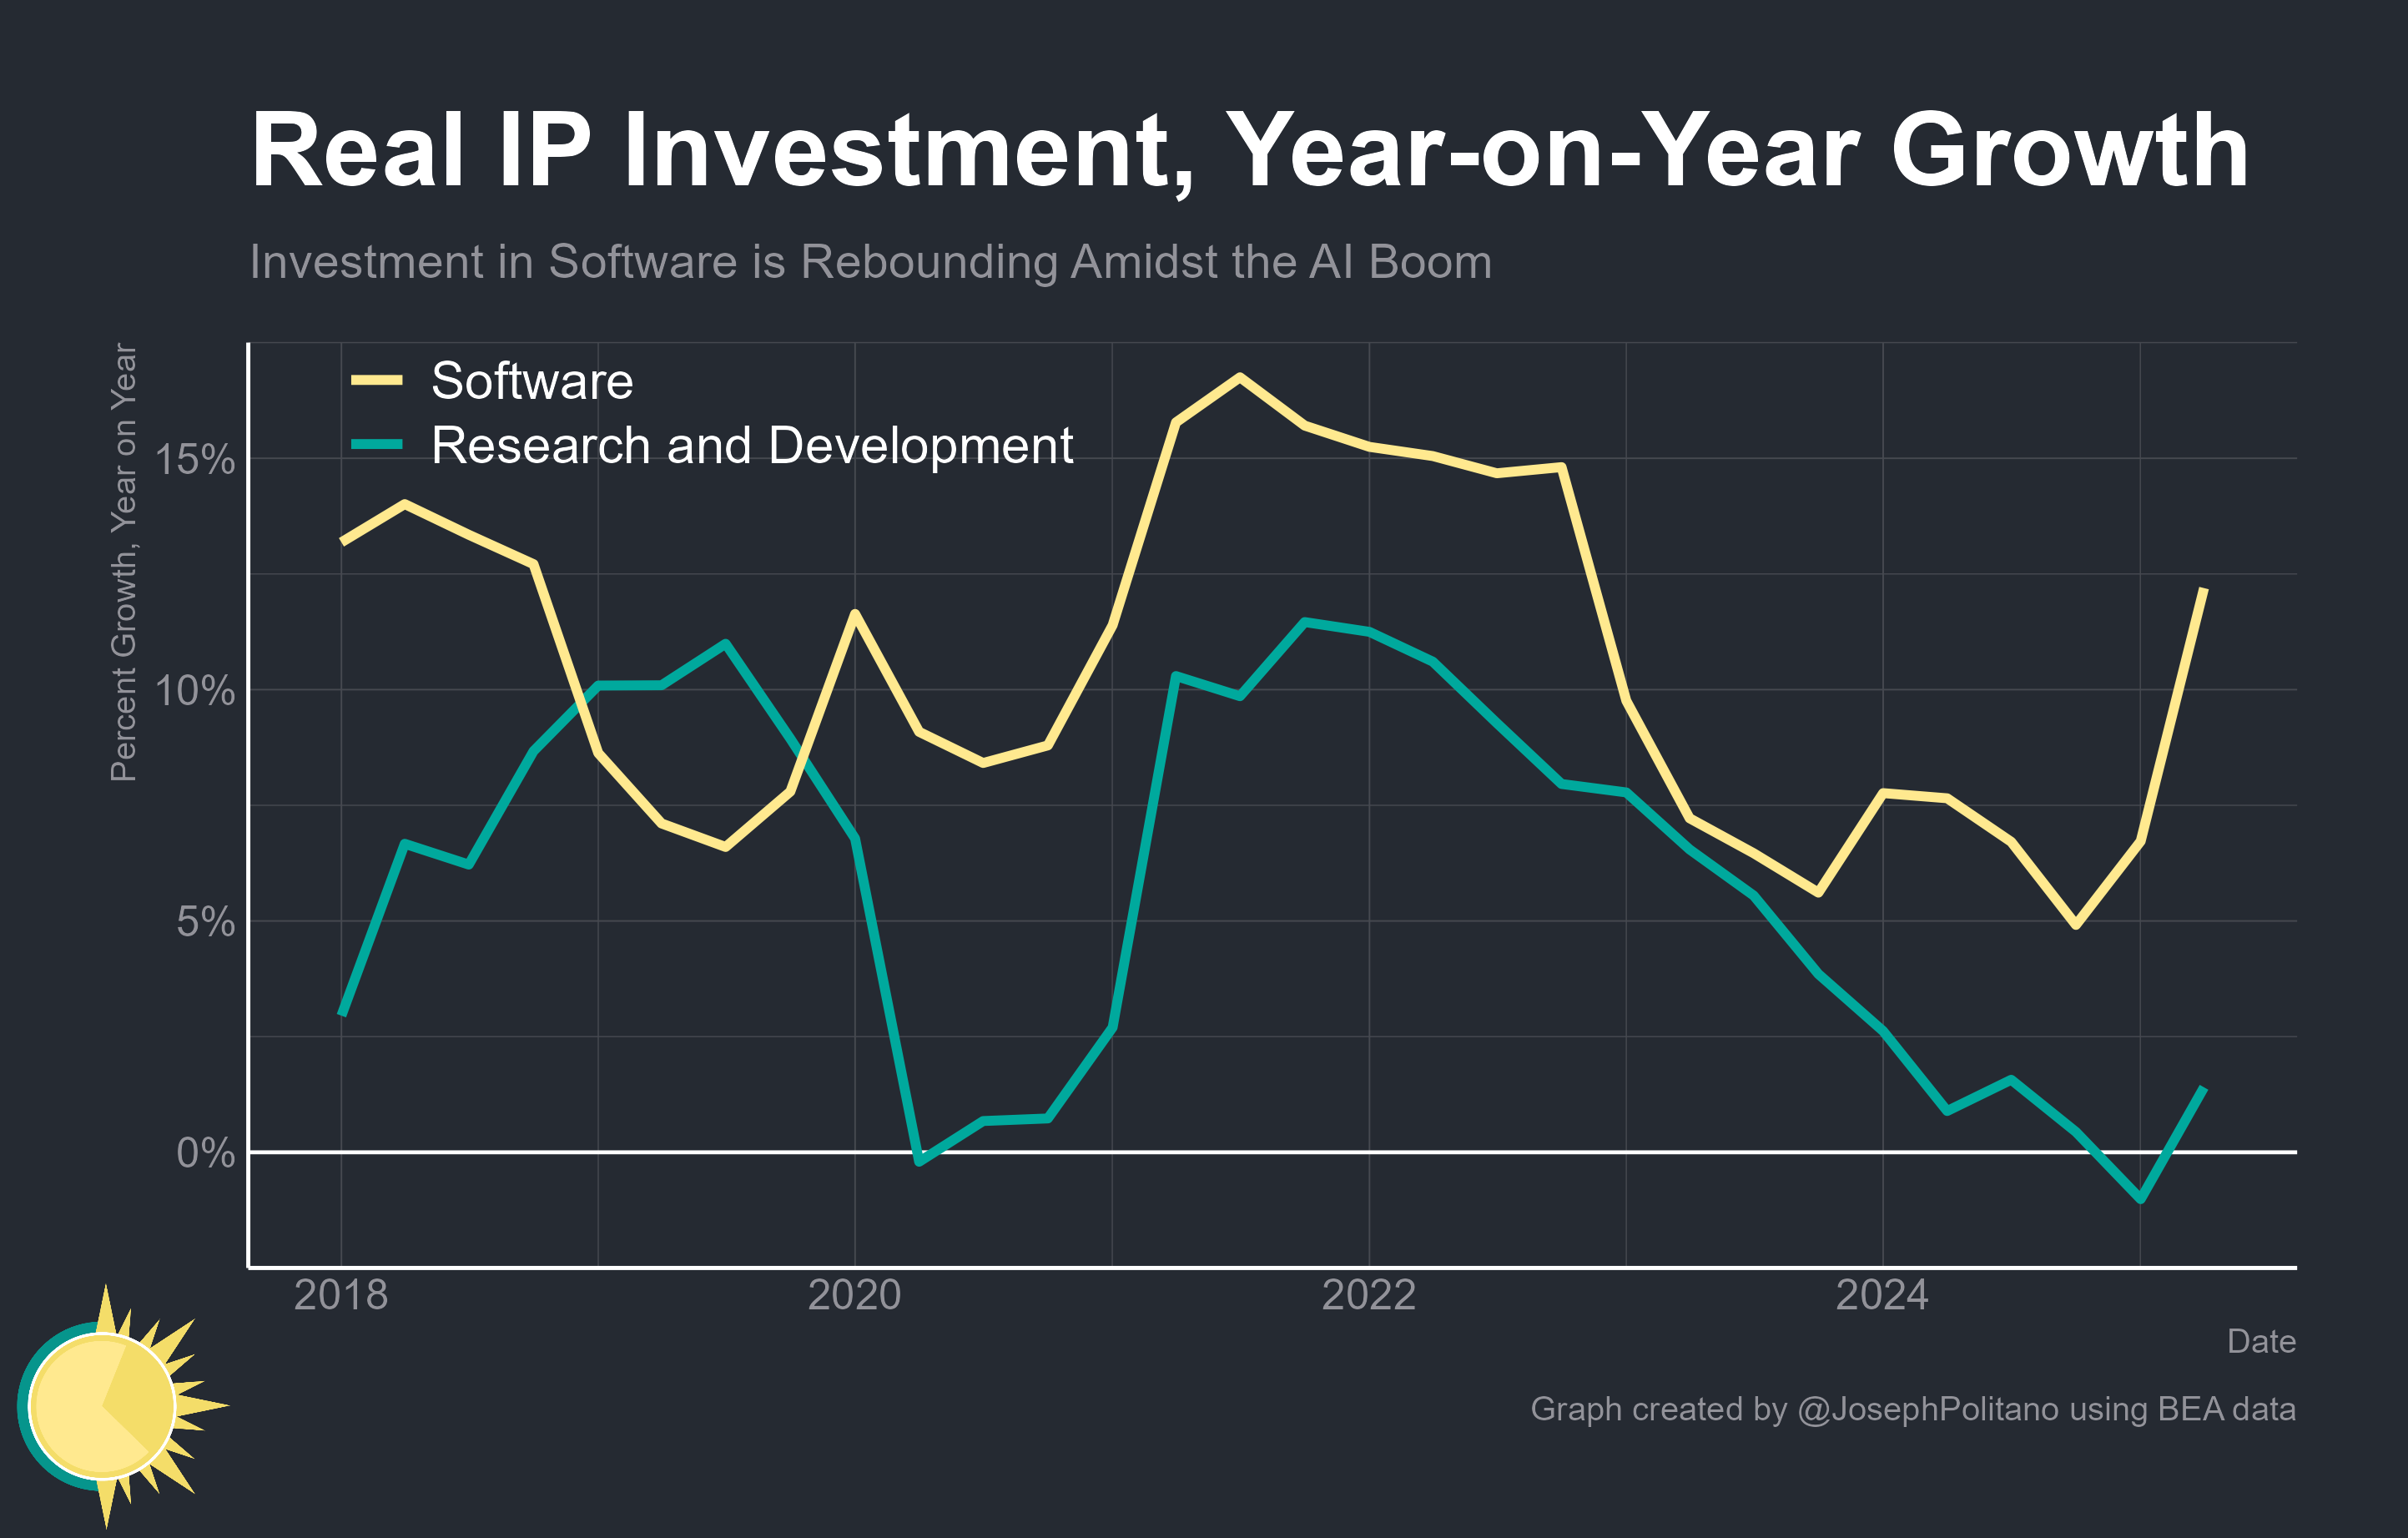 Real IP Investment, Year-on-Year Growth
Investment in Software is Rebounding Amidst the AI Boom
Percent Growth, Year on Year
Software
Research and Development
15%
10%
5%
0%
2018 2020 2022 2024
Date
Graph created by @JosephPolitano using BEA data